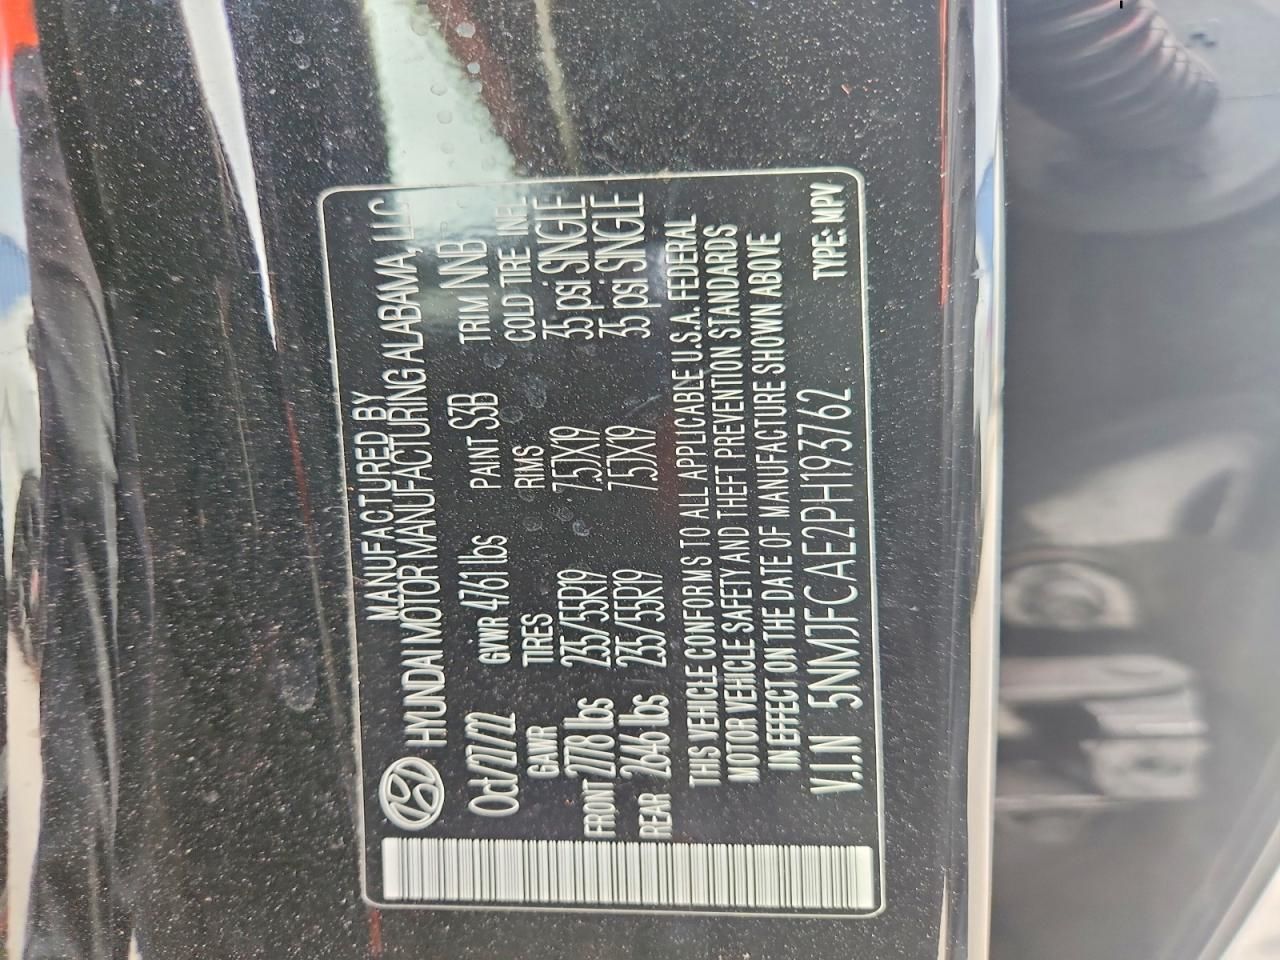 MANUFACTURED BY
HYUNDAI MOTOR MANUFACTURING ALABAMA, LLC
Oct/27/22 GVWR 4761 lbs PAINT S3B TRIM NNB
GAWR TIRES RIMS COLD TIRE INFL
FRONT 2778 lbs 235/55R19 7.5JX19 35 psi SINGLE
REAR 2646 lbs 235/55R19 7.5JX19 35 psi SINGLE
THIS VEHICLE CONFORMS TO ALL APPLICABLE U.S.A. FEDERAL
MOTOR VEHICLE SAFETY AND THEFT PREVENTION STANDARDS
IN EFFECT ON THE DATE OF MANUFACTURE SHOWN ABOVE
V.I.N 5NMJFCAE2PH193762 TYPE: MPV